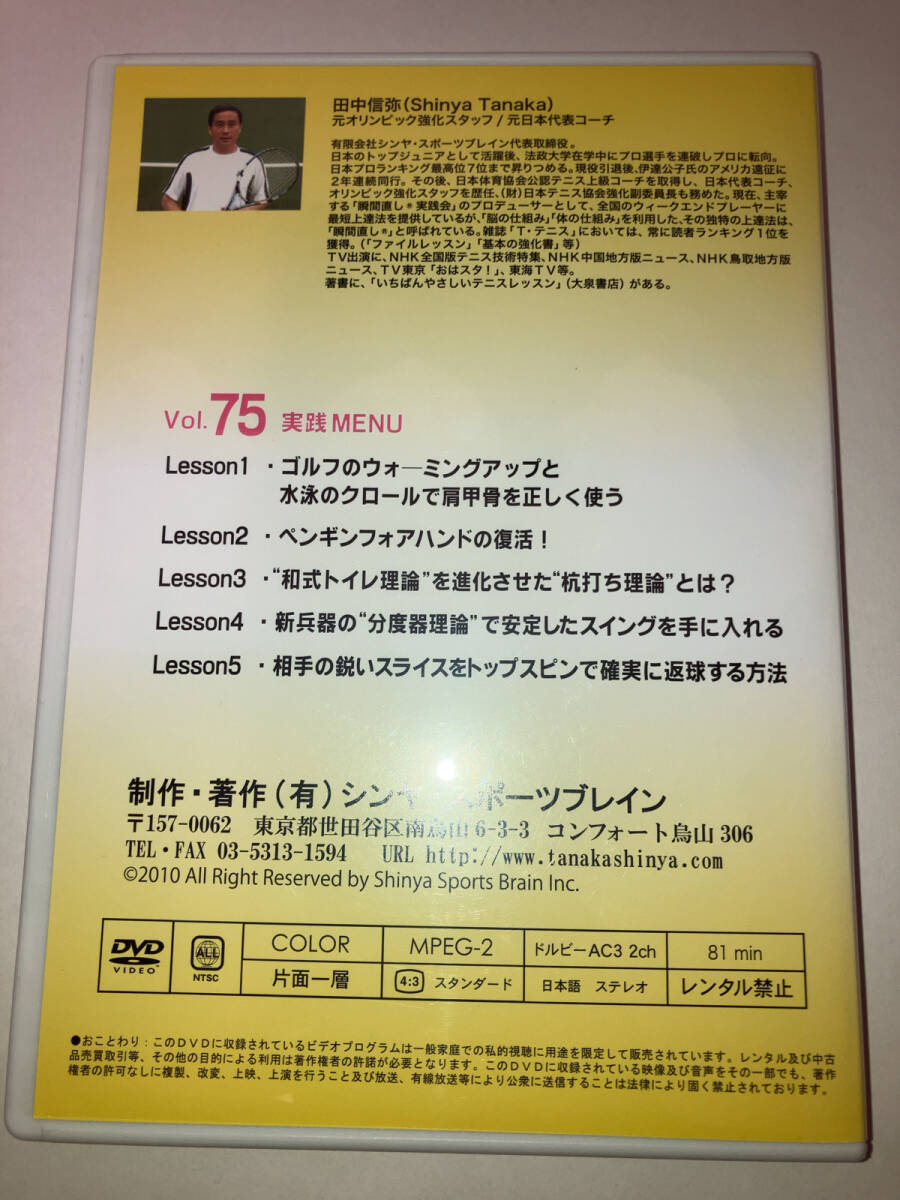 田中信弥(Shinya Tanaka)
元オリンピック強化スタッフ / 元日本代表コーチ
有限会社シンヤ・スポーツブレイン代表取締役。
日本のトップジュニアとして活躍後、法政大学在学中にプロ選手を連破しプロに転向。
日本プロランキング最高位7位まで昇りつめる。現役引退後、伊達公子氏のアメリカ遠征に
2年連続同行。その後、日本体育協会公認テニス上級コーチを取得し、日本代表コーチ、
オリンピック強化スタッフを歴任、(財)日本テニス協会強化副委員長も務めた。現在、主宰
する「瞬間直し®実践会」のプロデューサーとして、全国のウィークエンドプレーヤーに
最短上達法を提供しているが、「脳の仕組み」「体の仕組み」を利用した、その独特の上達法は、
「瞬間直し®」と呼ばれている。雑誌「T・テニス」においては、常に読者ランキング1位を
獲得。(「ファイルレッスン」「基本の強化書」等)
TV出演に、NHK全国版テニス技術特集、NHK中国地方版ニュース、NHK鳥取地方版
ニュース、TV東京「おはスタ!」、東海TV等。
著書に、「いちばんやさしいテニスレッスン」(大泉書店)がある。
Vol.75 実践MENU
Lesson1 ・ゴルフのウォーミングアップと
水泳のクロールで肩甲骨を正しく使う
Lesson2 ・ペンギンフォアハンドの復活!
Lesson3 ・“和式トイレ理論”を進化させた“杭打ち理論”とは?
Lesson4 ・新兵器の“分度器理論”で安定したスイングを手に入れる
Lesson5 ・相手の鋭いスライスをトップスピンで確実に返球する方法
制作・著作(有)シンヤ・スポーツブレイン
〒157-0062 東京都世田谷区南烏山6-3-3 コンフォート烏山306
TEL・FAX 03-5313-1594 URL http://www.tanakashinya.com
©2010 All Right Reserved by Shinya Sports Brain Inc.
DVD VIDEO ALL NTSC COLOR MPEG-2 ドルビーAC3 2ch 81 min
片面一層 4:3 スタンダード 日本語 ステレオ レンタル禁止
●おことわり:このDVDに収録されているビデオプログラムは一般家庭での私的視聴に用途を限定して販売されています。レンタル及び中古
品売買取引等、その他の目的による利用は著作権者の許諾が必要となります。このDVDに収録されている映像及び音声をその一部でも、著作
権者の許可なしに複製、改変、上映、上演を行うこと及び放送、有線放送等により公衆に送信することは法律により固く禁止されております。